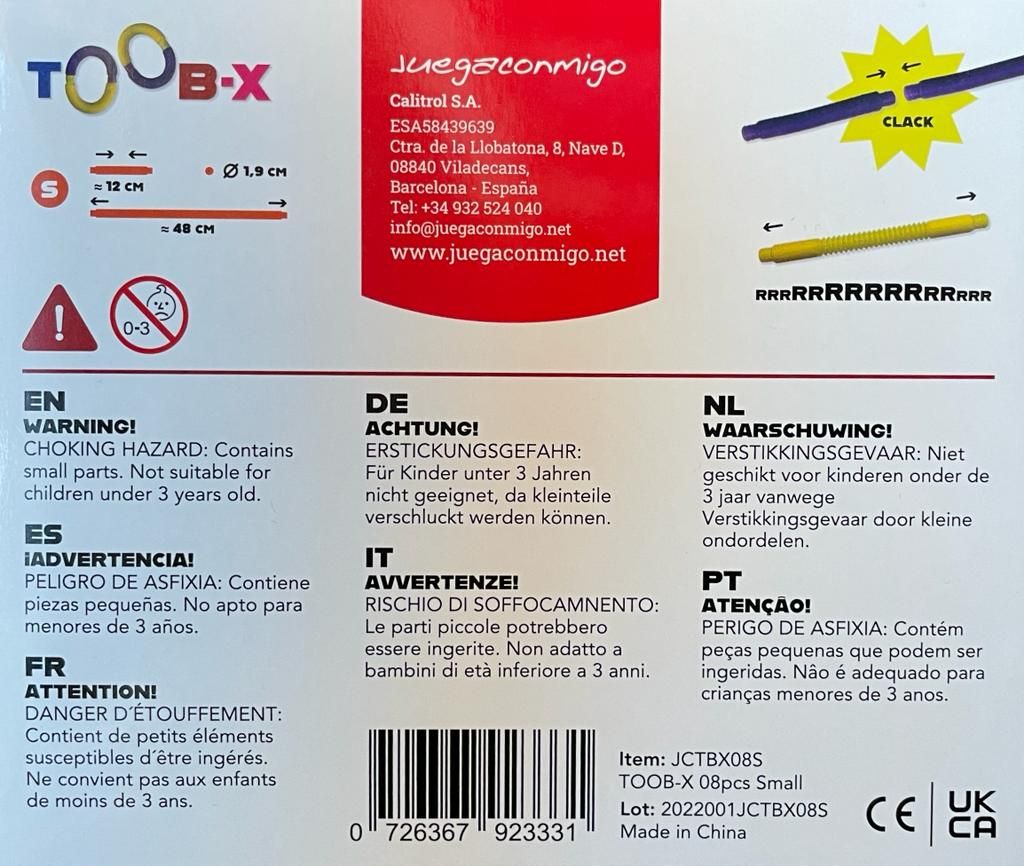 TOOB-X
S
≈ 12 CM
Ø 1,9 CM
≈ 48 CM
0-3
Juegaconmigo
Calitrol S.A.
ESA58439639
Ctra. de la Llobatona, 8, Nave D,
08840 Viladecans,
Barcelona - España
Tel: +34 932 524 040
info@juegaconmigo.net
www.juegaconmigo.net
CLACK
RRRRRRRRRRRRRRRR
EN
WARNING!
CHOKING HAZARD: Contains
small parts. Not suitable for
children under 3 years old.
ES
¡ADVERTENCIA!
PELIGRO DE ASFIXIA: Contiene
piezas pequeñas. No apto para
menores de 3 años.
FR
ATTENTION!
DANGER D´ÉTOUFFEMENT:
Contient de petits éléments
susceptibles d´être ingérés.
Ne convient pas aux enfants
de moins de 3 ans.
DE
ACHTUNG!
ERSTICKUNGSGEFAHR:
Für Kinder unter 3 Jahren
nicht geeignet, da kleinteile
verschluckt werden können.
IT
AVVERTENZE!
RISCHIO DI SOFFOCAMNENTO:
Le parti piccole potrebbero
essere ingerite. Non adatto a
bambini di età inferiore a 3 anni.
NL
WAARSCHUWING!
VERSTIKKINGSGEVAAR: Niet
geschikt voor kinderen onder de
3 jaar vanwege
Verstikkingsgevaar door kleine
ondordelen.
PT
ATENÇÃO!
PERIGO DE ASFIXIA: Contém
peças pequenas que podem ser
ingeridas. Nâo é adequado para
crianças menores de 3 anos.
0 726367 923331
Item: JCTBX08S
TOOB-X 08pcs Small
Lot: 2022001JCTBX08S
Made in China
CE
UK
CA